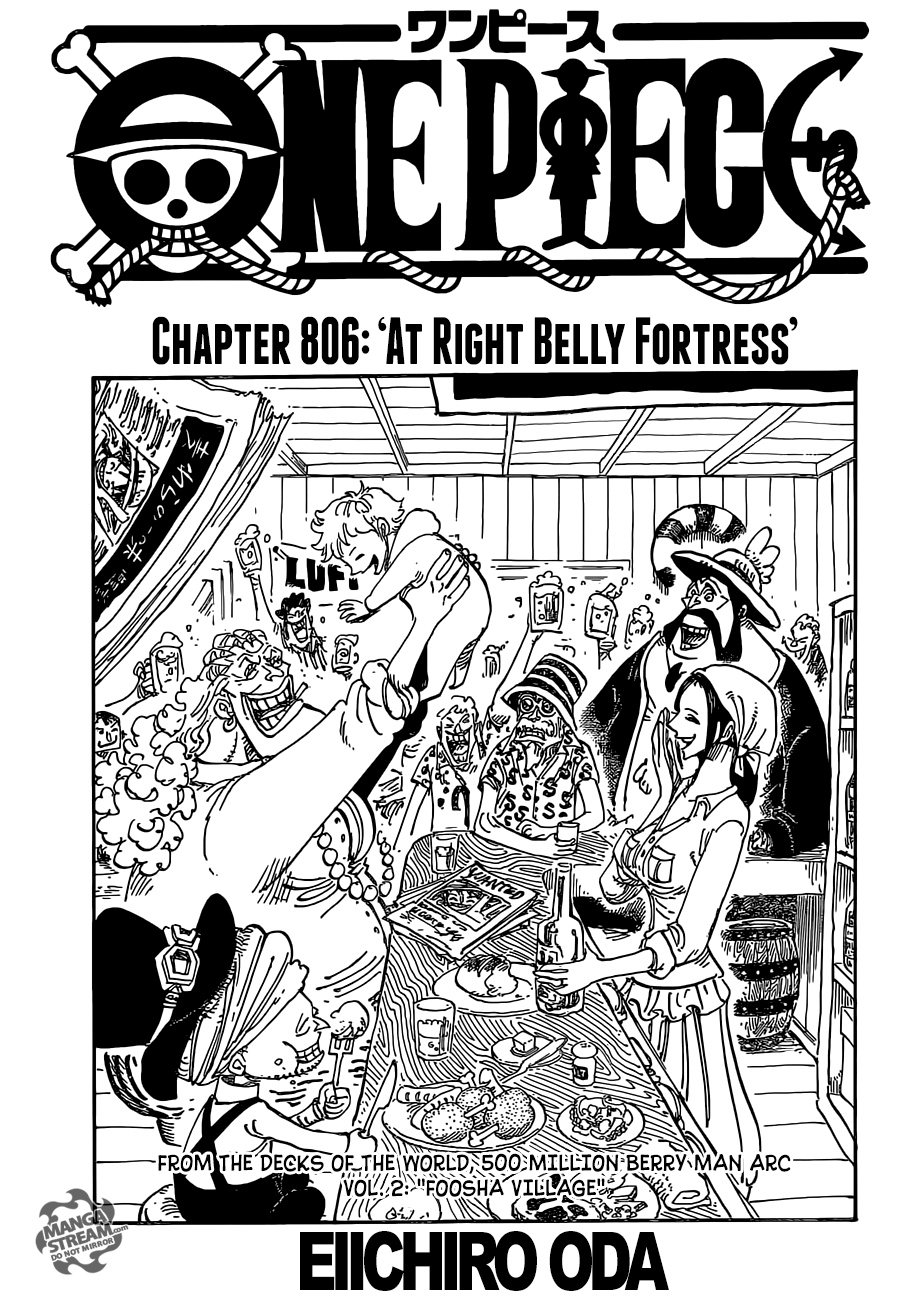 ワンピース
ONE PIECE
CHAPTER 806: ‘AT RIGHT BELLY FORTRESS’
LUF
WANTED
FROM THE DECKS OF THE WORLD, 500 MILLION BERRY MAN ARC
VOL. 2: "FOOSHA VILLAGE"
MANGA
STREAM.com
DO NOT MIRROR
EIICHIRO ODA